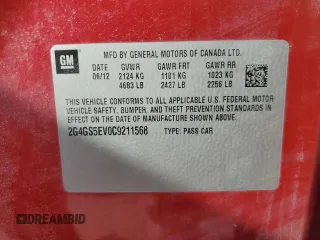 GM
MFD BY GENERAL MOTORS OF CANADA LTD.
DATE GVWR GAWR FRT GAWR RR
06/12 2124 KG 1101 KG 1023 KG
4683 LB 2427 LB 2256 LB
THIS VEHICLE CONFORMS TO ALL APPLICABLE U.S. FEDERAL MOTOR
VEHICLE SAFETY, BUMPER, AND THEFT PREVENTION STANDARDS IN
EFFECT ON THE DATE OF MANUFACTURE SHOWN ABOVE.
2G4GS5EV0C9211568 TYPE: PASS CAR
DREAMBID